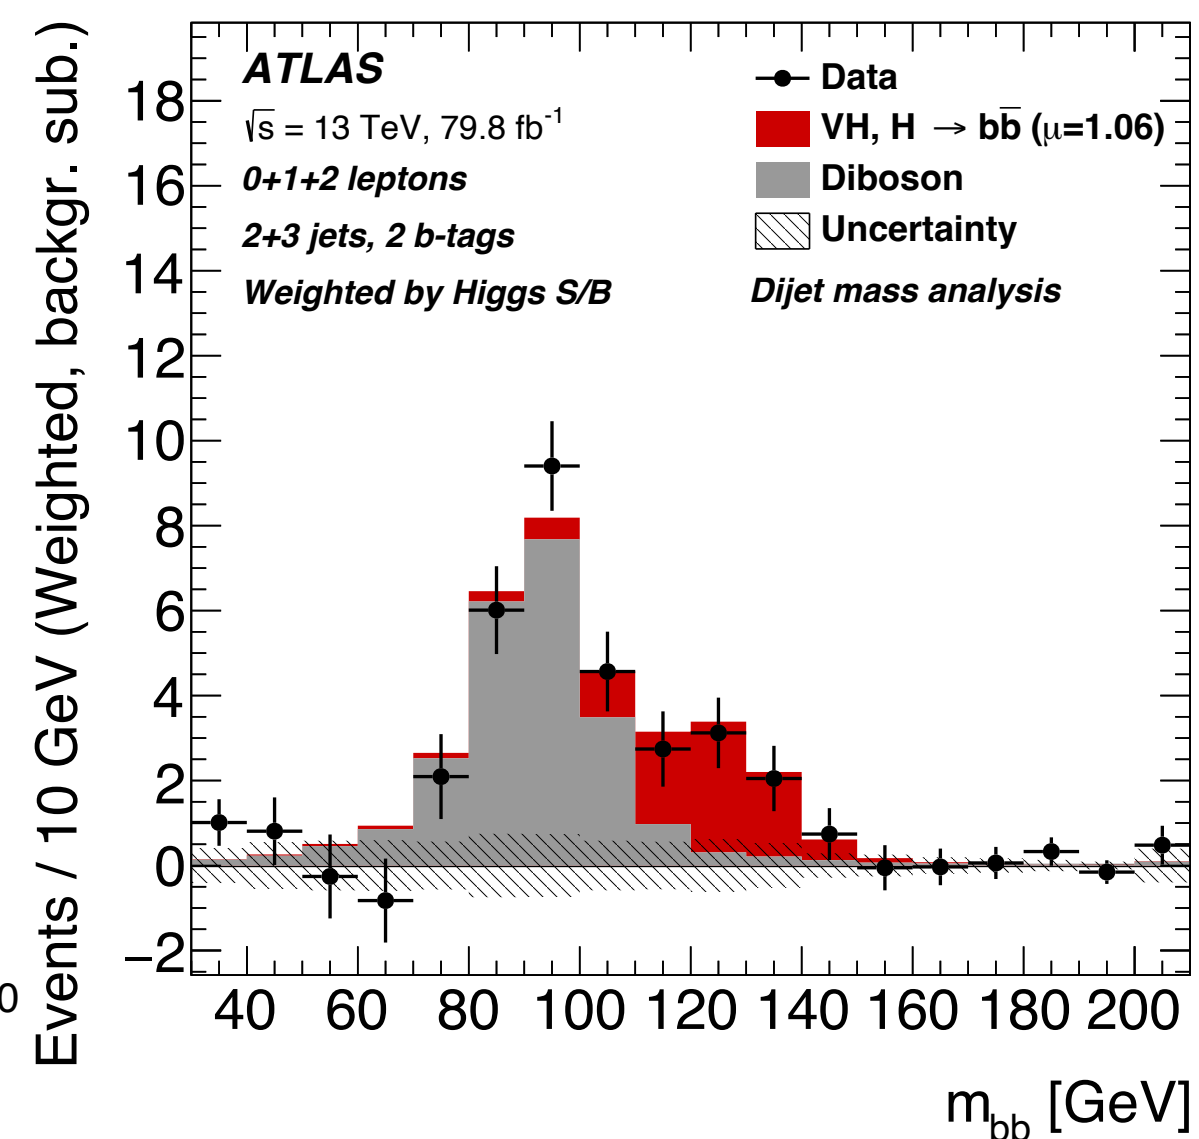 Events / 10 GeV (Weighted, backgr. sub.)
18
16
14
12
10
8
6
4
2
0
−2
0
ATLAS
√s = 13 TeV, 79.8 fb-1
0+1+2 leptons
2+3 jets, 2 b-tags
Weighted by Higgs S/B
Data
VH, H → bb̅ (μ=1.06)
Diboson
Uncertainty
Dijet mass analysis
40 60 80 100 120 140 160 180 200
mbb [GeV]